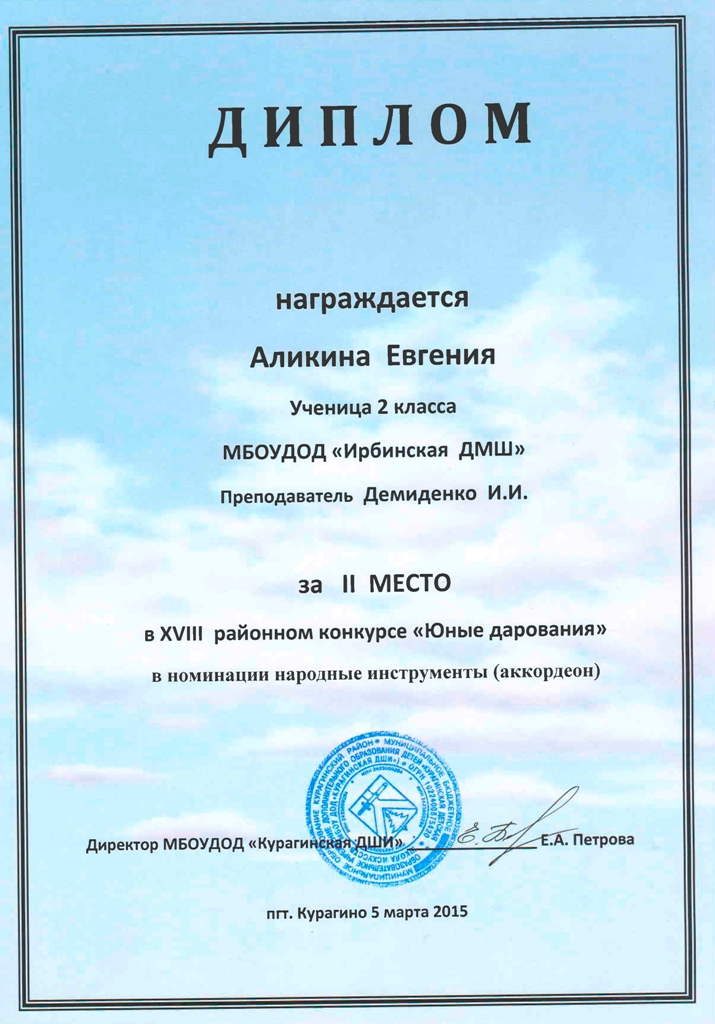 ДИПЛОМ
награждается
Аликина Евгения
Ученица 2 класса
МБОУДОД «Ирбинская ДМШ»
Преподаватель Демиденко И.И.
за II МЕСТО
в XVIII районном конкурсе «Юные дарования»
в номинации народные инструменты (аккордеон)
Директор МБОУДОД «Курагинская ДШИ» Е.А. Петрова
пгт. Курагино 5 марта 2015